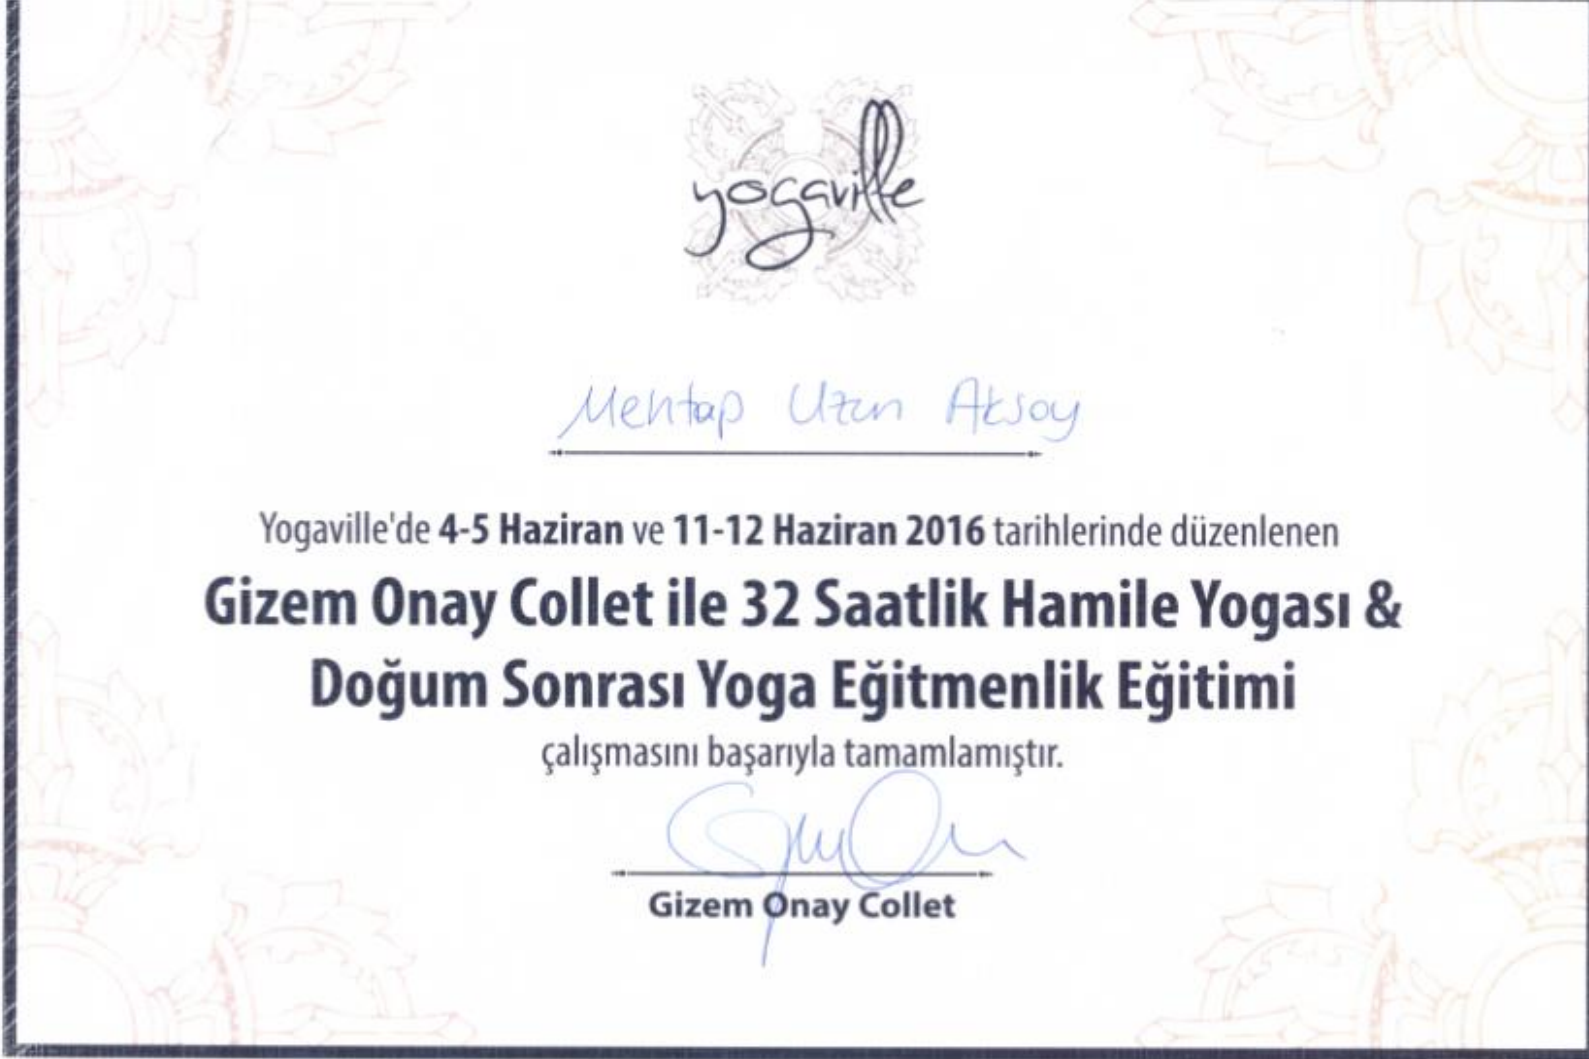 yogaville
Mehtap Uzun Aksoy
Yogaville'de 4-5 Haziran ve 11-12 Haziran 2016 tarihlerinde düzenlenen
Gizem Onay Collet ile 32 Saatlik Hamile Yogası &
Doğum Sonrası Yoga Eğitmenlik Eğitimi
çalışmasını başarıyla tamamlamıştır.
Gizem Onay Collet